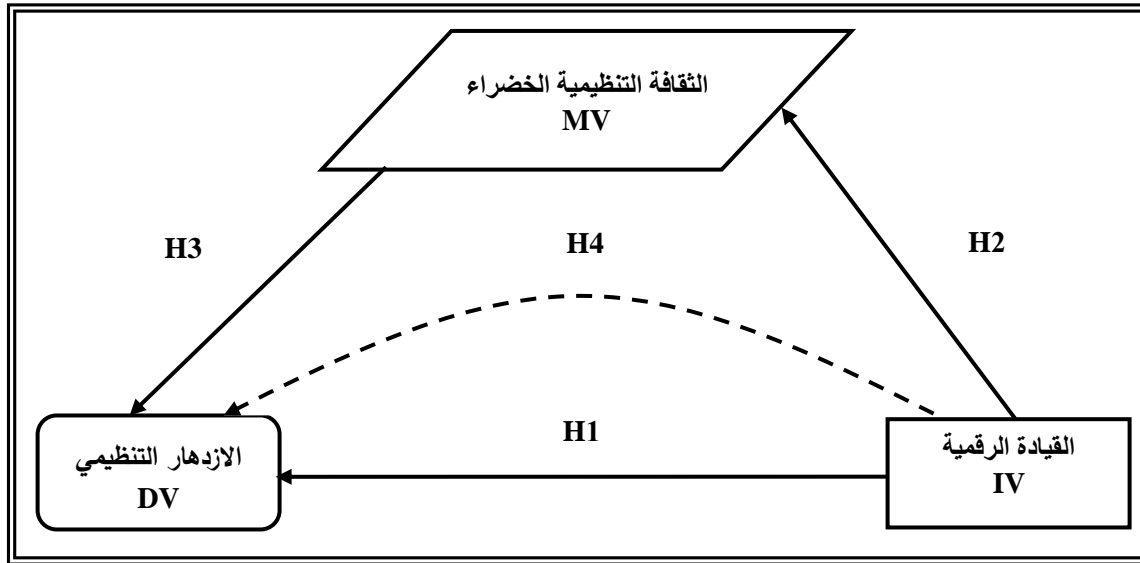 الثقافة التنظيمية الخضراء
MV
H2
H4
H3
القيادة الرقمية
IV
H1
الازدهار التنظيمي
DV